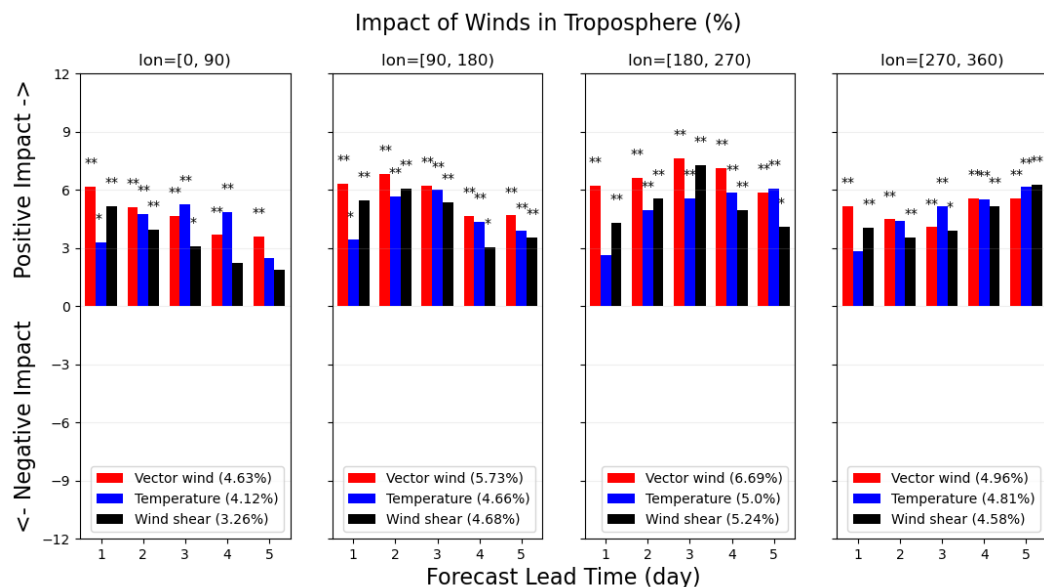 Impact of Winds in Troposphere (%)
lon=[0, 90)
lon=[90, 180)
lon=[180, 270)
lon=[270, 360)
Positive Impact ->
<- Negative Impact
12
9
6
3
0
−3
−6
−9
−12
** * ** ** ** ** ** ** * ** ** **
** * ** ** ** ** ** ** ** ** ** * ** ** **
** ** ** ** ** ** ** ** ** ** ** ** ** *
** ** ** ** ** ** * ** ** ** ** ** **
Vector wind (4.63%)
Temperature (4.12%)
Wind shear (3.26%)
Vector wind (5.73%)
Temperature (4.66%)
Wind shear (4.68%)
Vector wind (6.69%)
Temperature (5.0%)
Wind shear (5.24%)
Vector wind (4.96%)
Temperature (4.81%)
Wind shear (4.58%)
1 2 3 4 5
1 2 3 4 5
1 2 3 4 5
1 2 3 4 5
Forecast Lead Time (day)